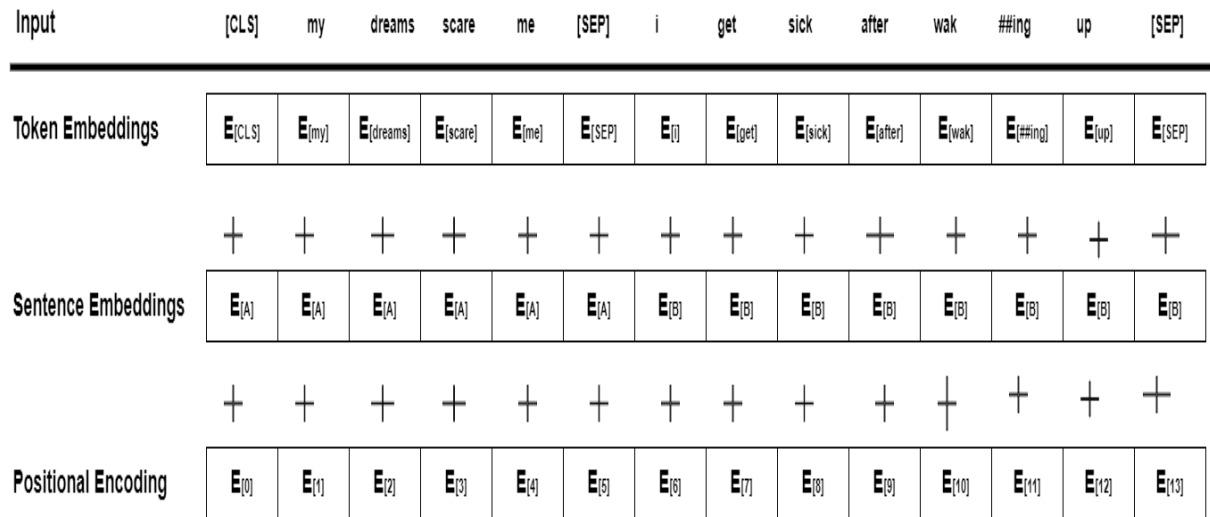 Input [CLS] my dreams scare me [SEP] i get sick after wak ##ing up [SEP]
Token Embeddings E[CLS] E[my] E[dreams] E[scare] E[me] E[SEP] E[i] E[get] E[sick] E[after] E[wak] E[##ing] E[up] E[SEP]
+ + + + + + + + + + + + + +
Sentence Embeddings E[A] E[A] E[A] E[A] E[A] E[A] E[B] E[B] E[B] E[B] E[B] E[B] E[B] E[B]
+ + + + + + + + + + + + + +
Positional Encoding E[0] E[1] E[2] E[3] E[4] E[5] E[6] E[7] E[8] E[9] E[10] E[11] E[12] E[13]